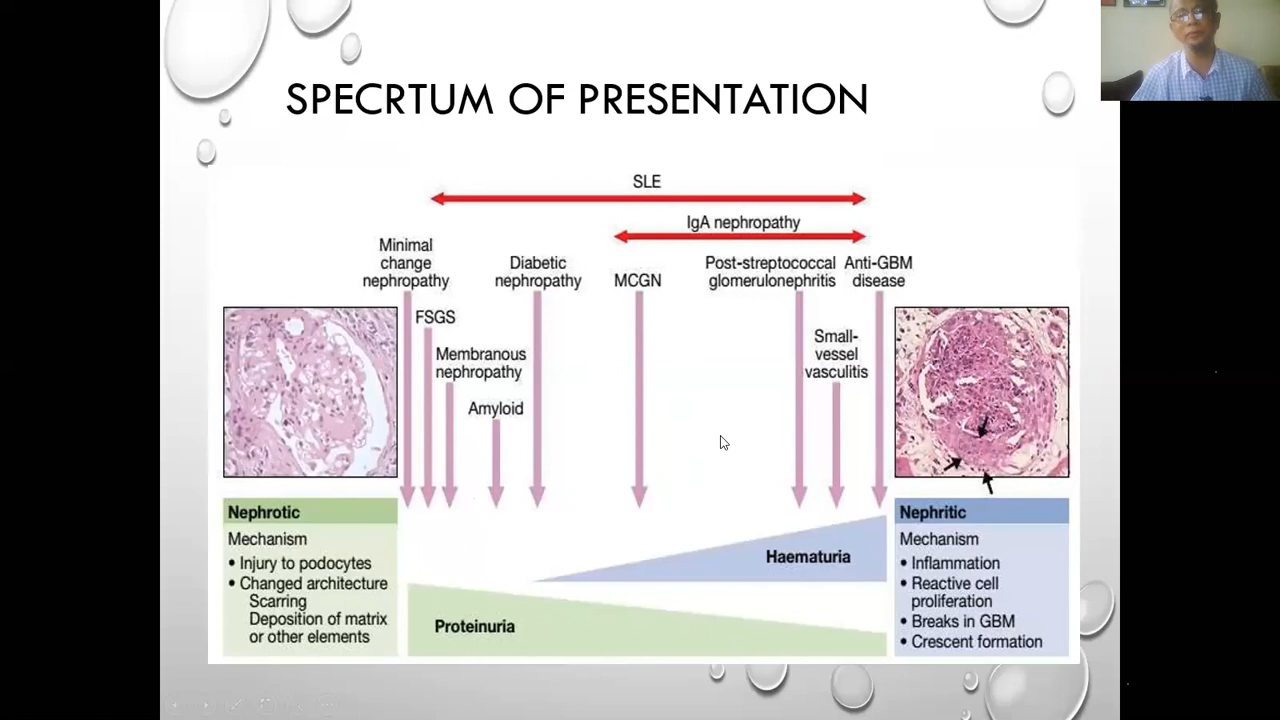 SPECRTUM OF PRESENTATION
SLE
IgA nephropathy
Minimal
change
nephropathy
Diabetic
nephropathy
MCGN
Post-streptococcal
glomerulonephritis
Anti-GBM
disease
FSGS
Membranous
nephropathy
Amyloid
Small-
vessel
vasculitis
Nephrotic
Mechanism
• Injury to podocytes
• Changed architecture
Scarring
Deposition of matrix
or other elements
Haematuria
Proteinuria
Nephritic
Mechanism
• Inflammation
• Reactive cell
proliferation
• Breaks in GBM
• Crescent formation